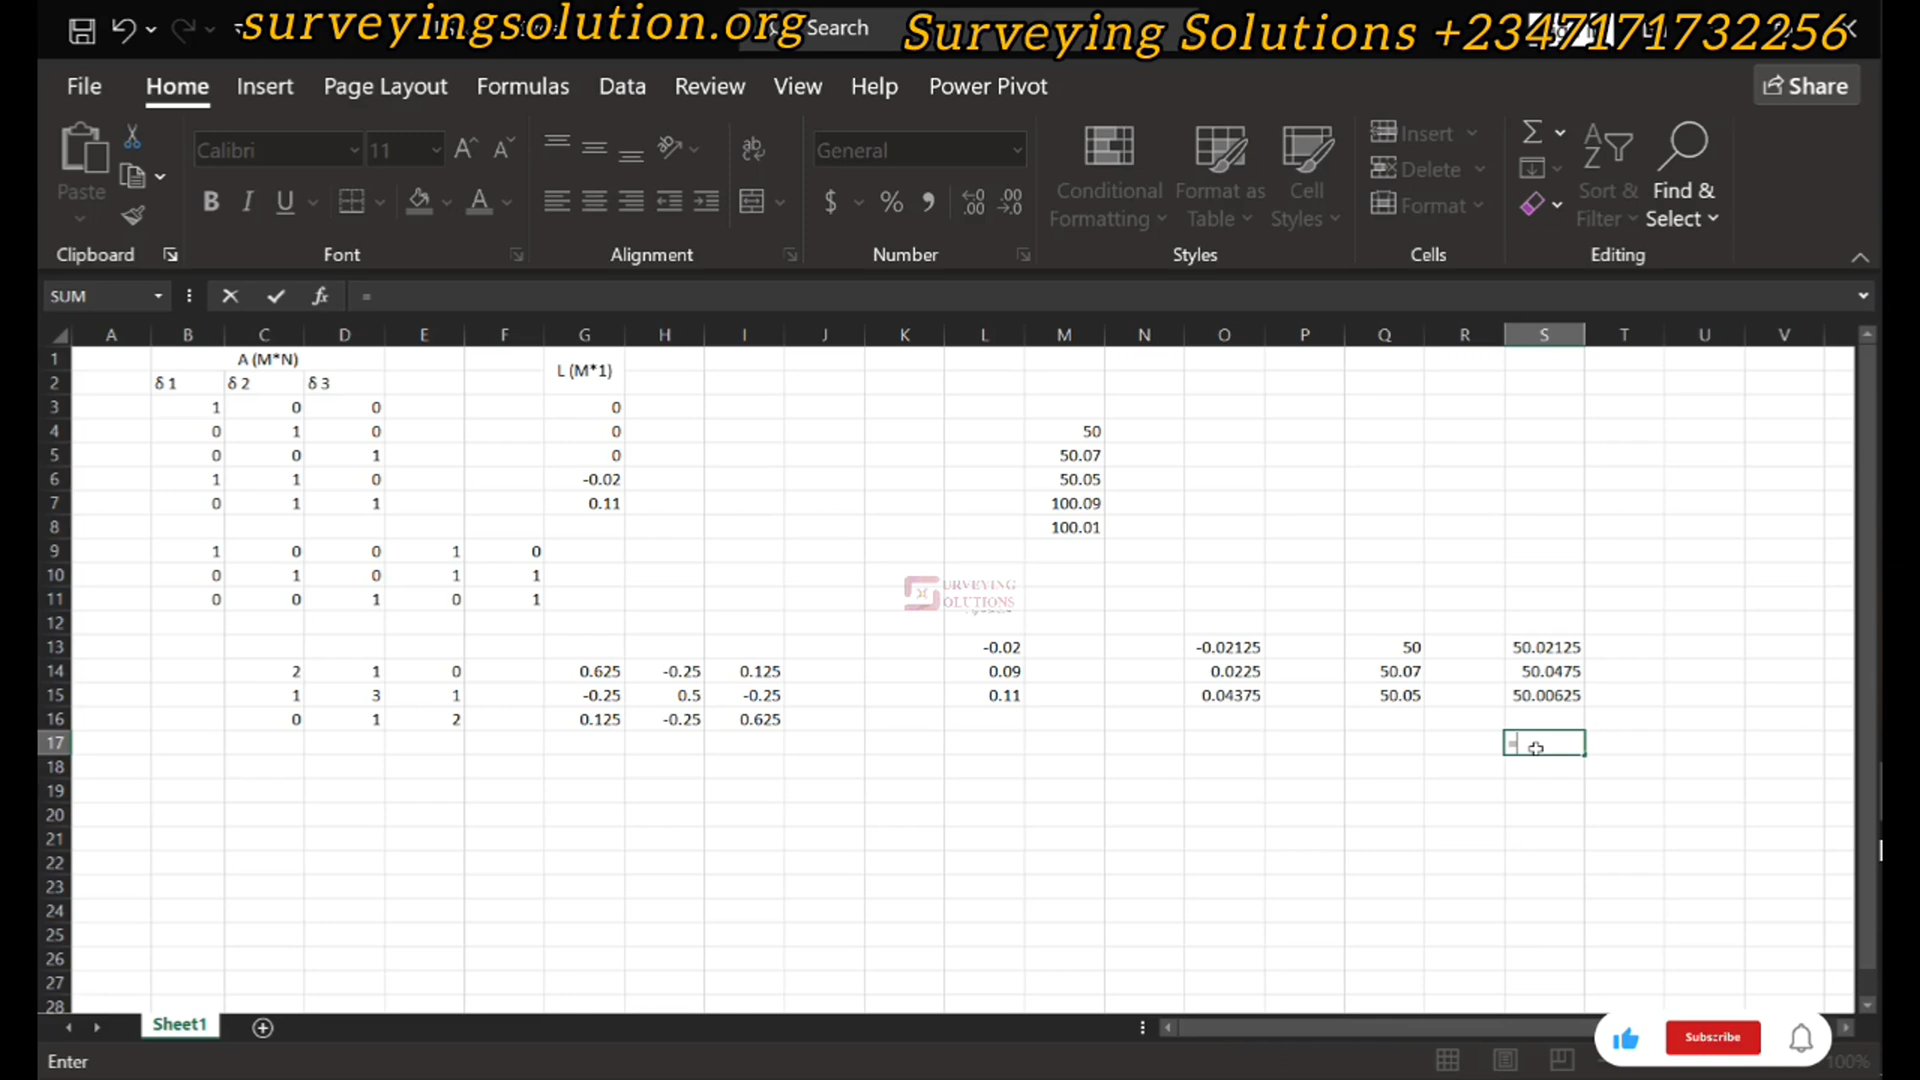 surveyingsolution.org
Search
Surveying Solutions +2347171732256
File Home Insert Page Layout Formulas Data Review View Help Power Pivot Share
Paste
Calibri 11
General
Conditional Formatting
Format as Table
Cell Styles
Insert
Delete
Format
Sort & Filter
Find & Select
Clipboard Font Alignment Number Styles Cells Editing
SUM fx =
A B C D E F G H I J K L M N O P Q R S T U V
1 A (M*N) L (M*1)
2 δ 1 δ 2 δ 3
3 1 0 0 0
4 0 1 0 0 50
5 0 0 1 0 50.07
6 1 1 0 -0.02 50.05
7 0 1 1 0.11 100.09
8 100.01
9 1 0 0 1 0
10 0 1 0 1 1
11 0 0 1 0 1
URVEYING
OLUTIONS
12
13 -0.02 -0.02125 50 50.02125
14 2 1 0 0.625 -0.25 0.125 0.09 0.0225 50.07 50.0475
15 1 3 1 -0.25 0.5 -0.25 0.11 0.04375 50.05 50.00625
16 0 1 2 0.125 -0.25 0.625
17 =
18
19
20
21
22
23
24
25
26
27
28
Sheet1
Subscribe
Enter
100%